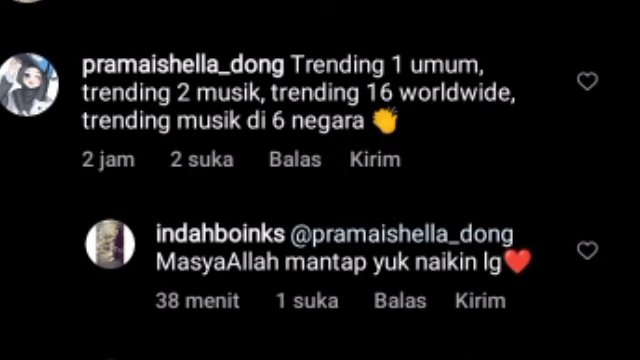 pramaishella_dong Trending 1 umum,
trending 2 musik, trending 16 worldwide,
trending musik di 6 negara 👏
2 jam 2 suka Balas Kirim
indahboinks @pramaishella_dong
MasyaAllah mantap yuk naikin lg❤️
38 menit 1 suka Balas Kirim